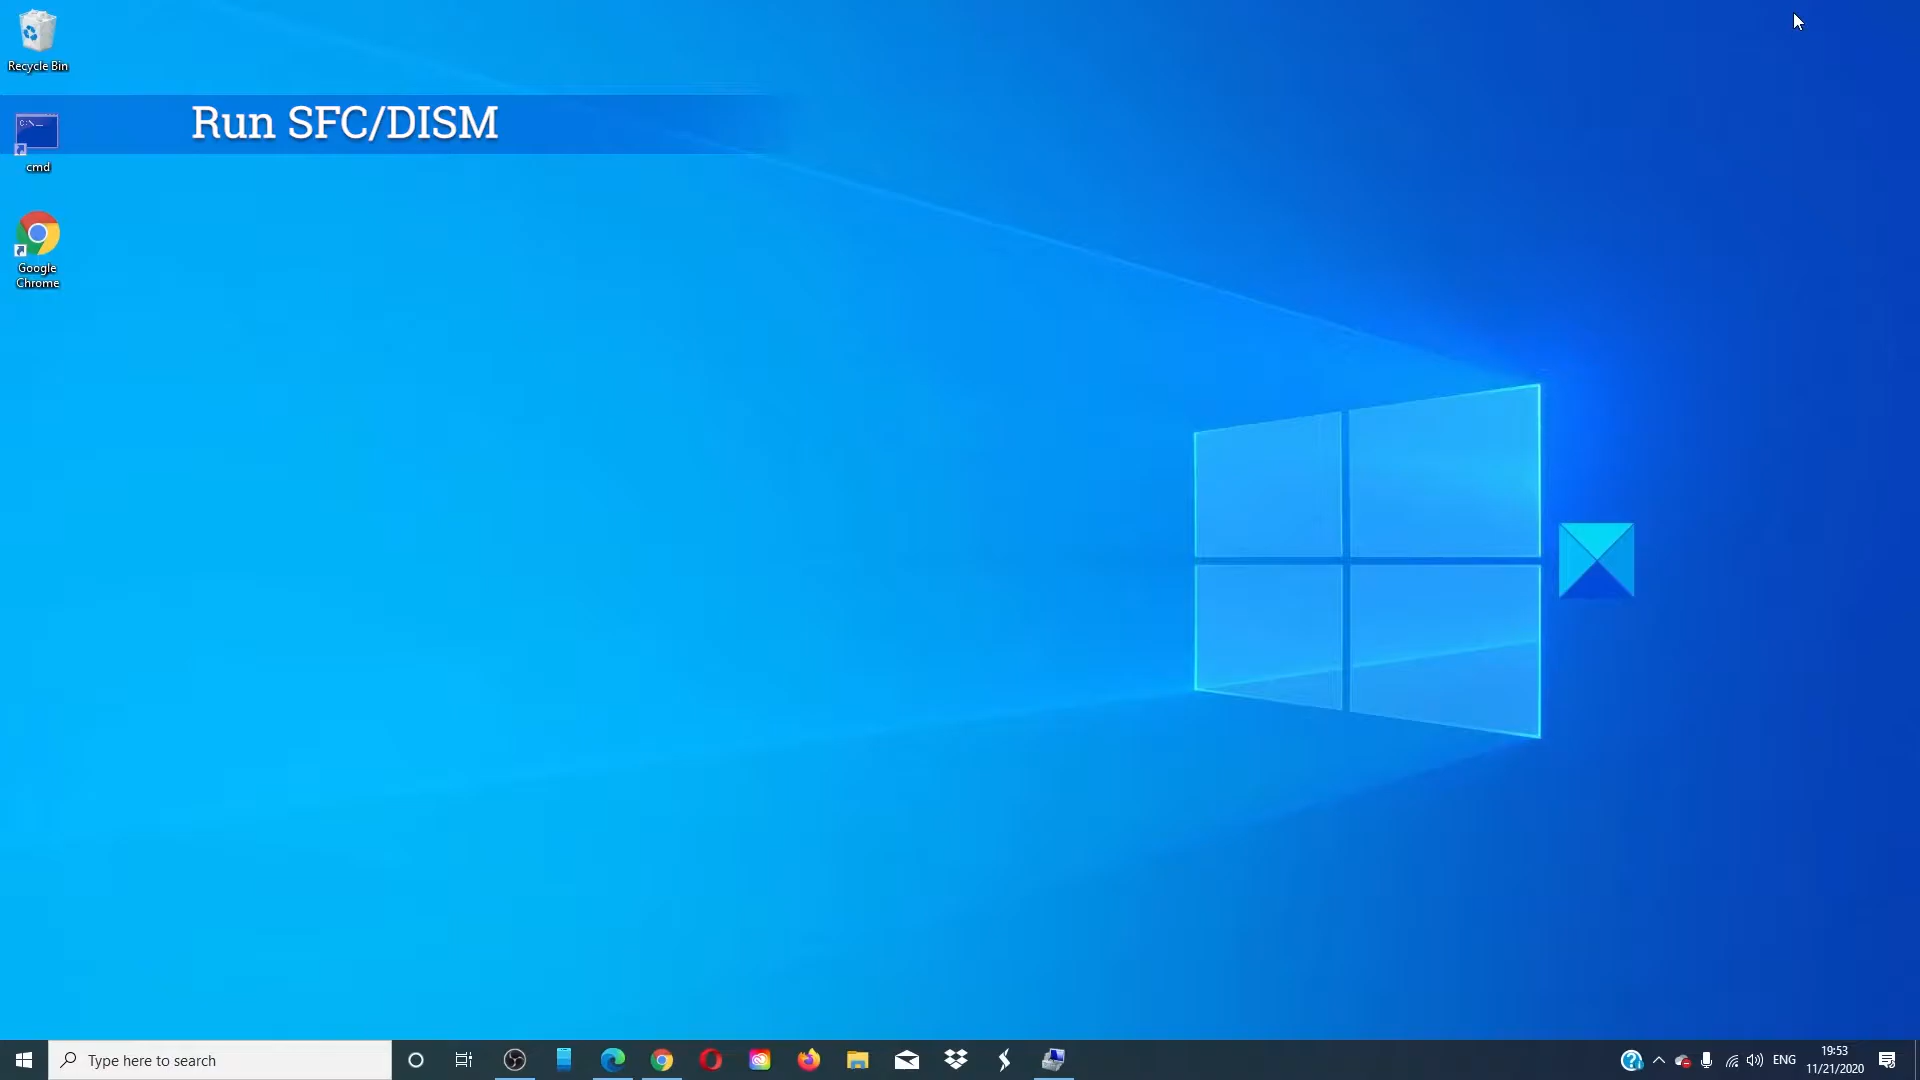 Recycle Bin
Run SFC/DISM
C:\._
cmd
Google
Chrome
Type here to search
ENG
19:53
11/21/2020